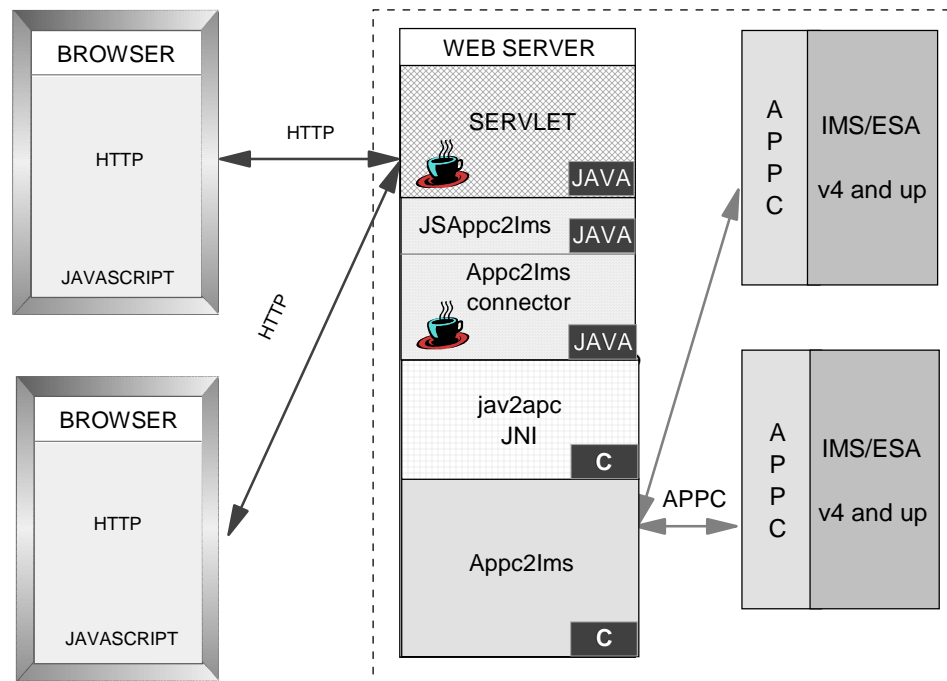 BROWSER
HTTP
JAVASCRIPT
BROWSER
HTTP
JAVASCRIPT
HTTP
HTTP
WEB SERVER
SERVLET
JAVA
JSAppc2Ims
JAVA
Appc2Ims
connector
JAVA
jav2apc
JNI
C
Appc2Ims
C
APPC
A
P
P
C
IMS/ESA
v4 and up
A
P
P
C
IMS/ESA
v4 and up